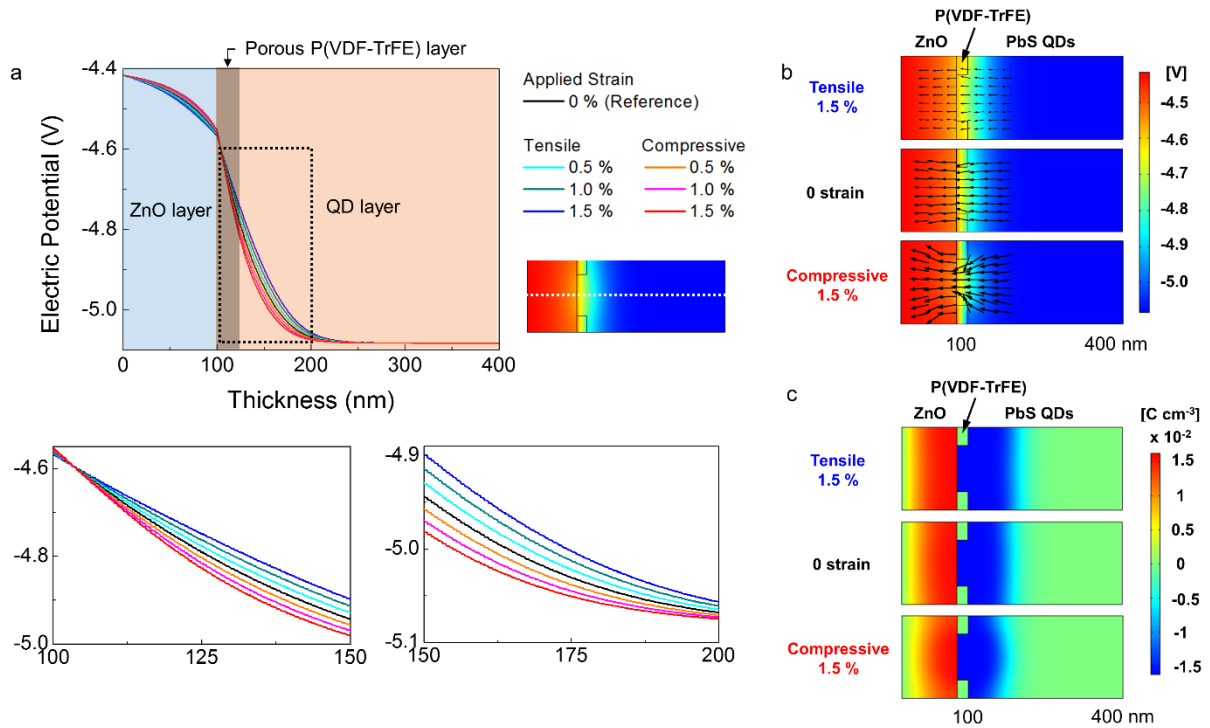 a
Porous P(VDF-TrFE) layer
-4.4
-4.6
-4.8
-5.0
Electric Potential (V)
ZnO layer
QD layer
0
100
200
300
400
Thickness (nm)
Applied Strain
0 % (Reference)
Tensile
Compressive
0.5 %
0.5 %
1.0 %
1.0 %
1.5 %
1.5 %
-4.6
-4.8
-5.0
100
125
150
-4.9
-5.0
-5.1
150
175
200
b
P(VDF-TrFE)
ZnO
PbS QDs
Tensile
1.5 %
0 strain
Compressive
1.5 %
100
400 nm
[V]
-4.5
-4.6
-4.7
-4.8
-4.9
-5.0
c
P(VDF-TrFE)
ZnO
PbS QDs
Tensile
1.5 %
0 strain
Compressive
1.5 %
100
400 nm
[C cm⁻³]
x 10⁻²
1.5
1
0.5
0
-0.5
-1
-1.5